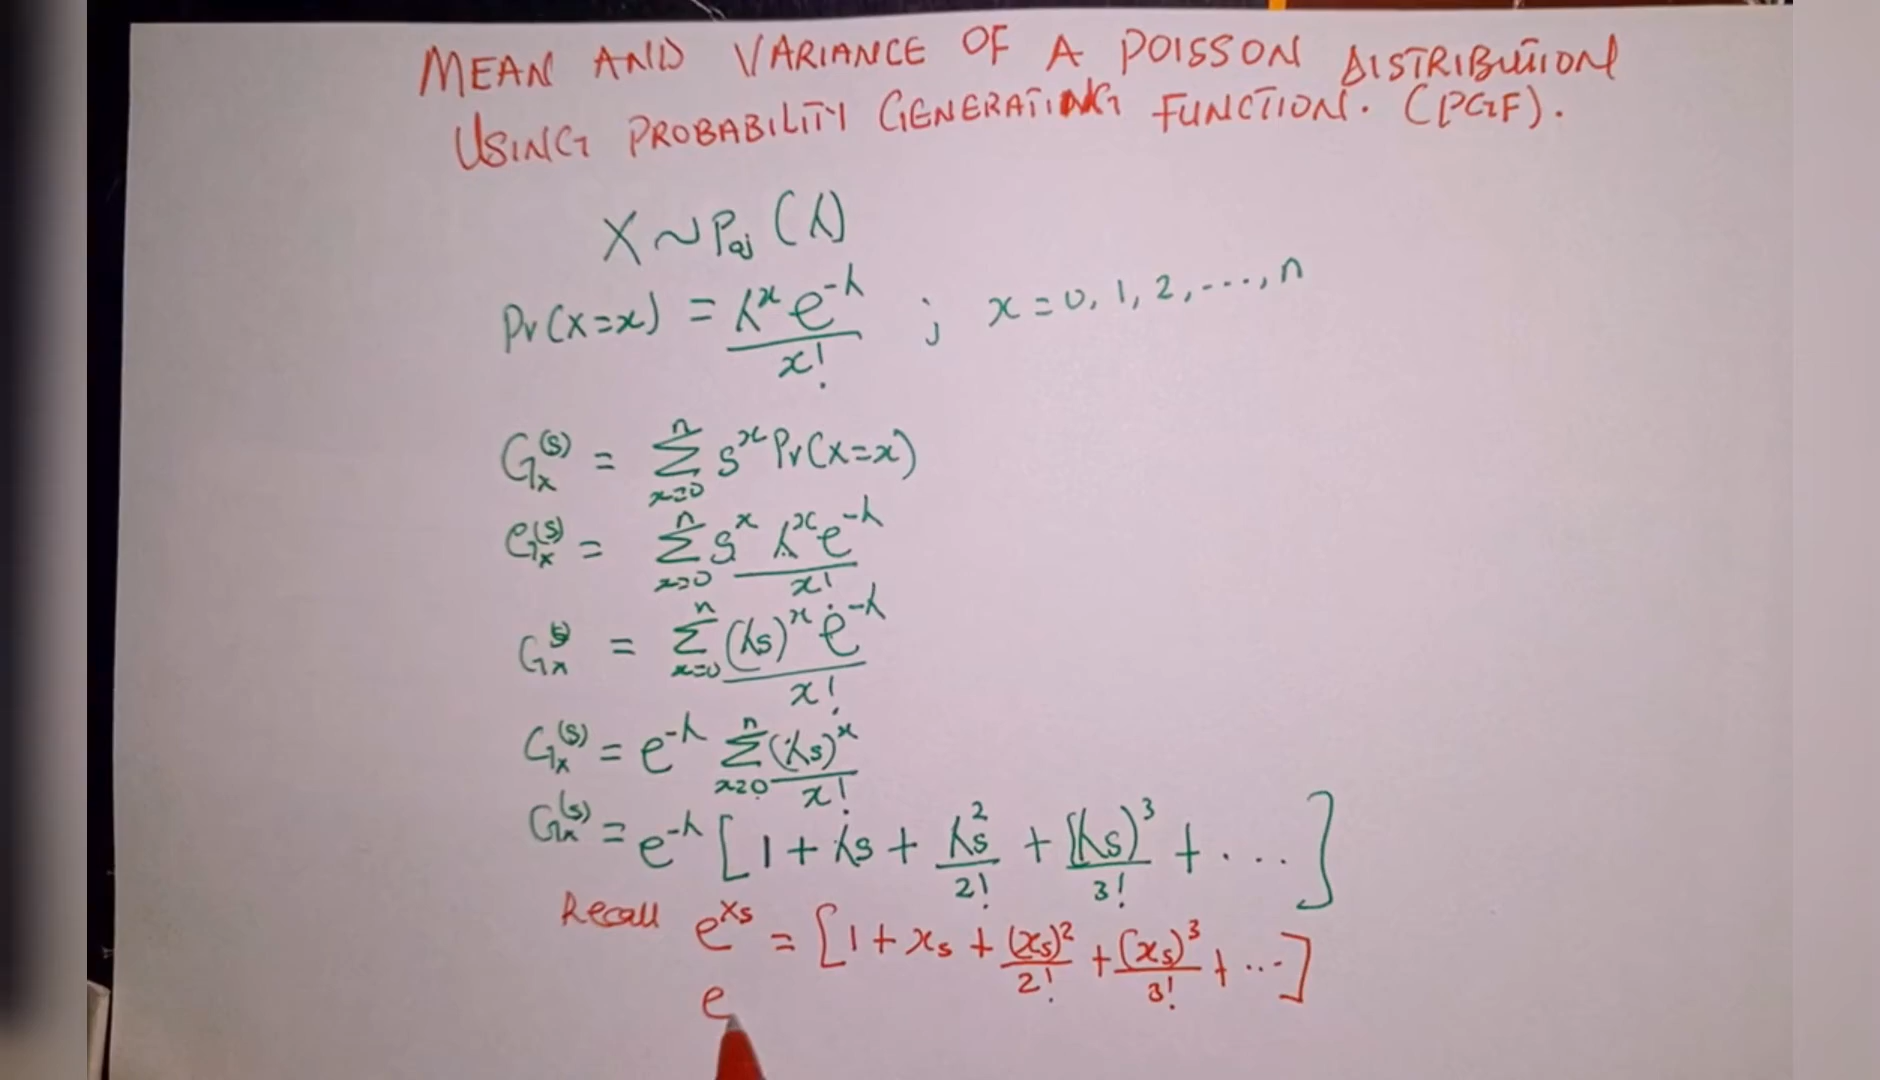 MEAN AND VARIANCE OF A POISSON DISTRIBUTION
USING PROBABILITY GENERATING FUNCTION. (PGF).
X ~ Poi (λ)
Pr(X=x) = λ^x e^-λ / x! ; x = 0, 1, 2, ..., n
G_x^(s) = Σ_{x=0}^n s^x Pr(X=x)
G_x^(s) = Σ_{x=0}^n s^x λ^x e^-λ / x!
G_x^(s) = Σ_{x=0}^n (λs)^x e^-λ / x!
G_x^(s) = e^-λ Σ_{x=0}^n (λs)^x / x!
G_x^(s) = e^-λ [1 + λs + λs^2 / 2! + (λs)^3 / 3! + ....]
Recall e^xs = [1 + xs + (xs)^2 / 2! + (xs)^3 / 3! + ...]
e